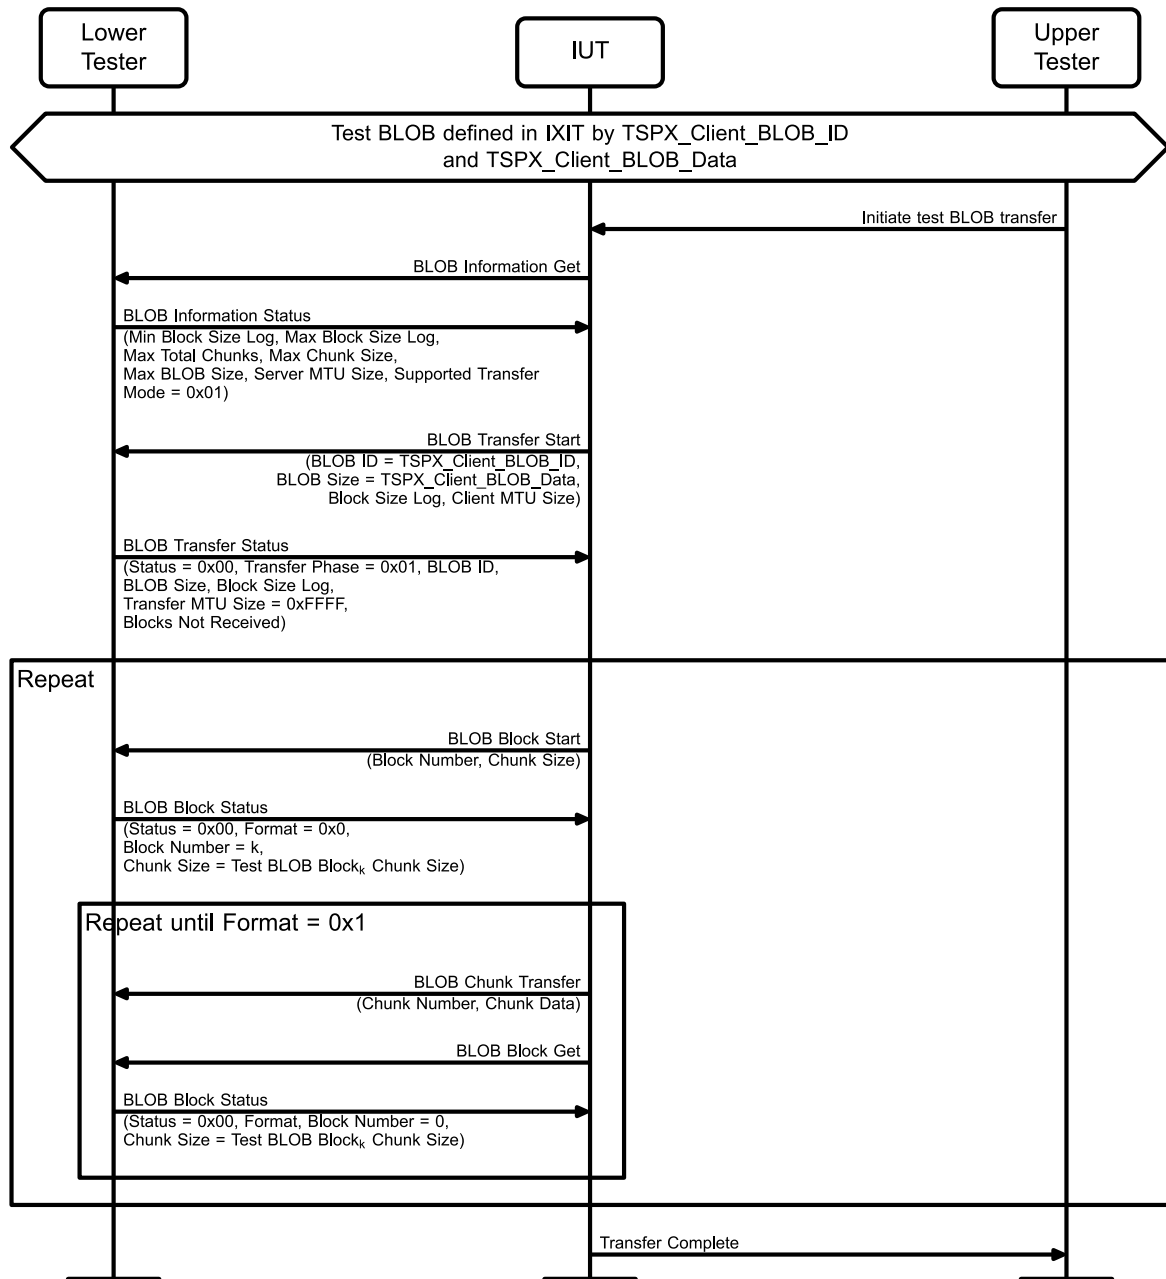 Lower
Tester
IUT
Upper
Tester
Test BLOB defined in IXIT by TSPX_Client_BLOB_ID
and TSPX_Client_BLOB_Data
Initiate test BLOB transfer
BLOB Information Get
BLOB Information Status
(Min Block Size Log, Max Block Size Log,
Max Total Chunks, Max Chunk Size,
Max BLOB Size, Server MTU Size, Supported Transfer
Mode = 0x01)
BLOB Transfer Start
(BLOB ID = TSPX_Client_BLOB_ID,
BLOB Size = TSPX_Client_BLOB_Data,
Block Size Log, Client MTU Size)
BLOB Transfer Status
(Status = 0x00, Transfer Phase = 0x01, BLOB ID,
BLOB Size, Block Size Log,
Transfer MTU Size = 0xFFFF,
Blocks Not Received)
Repeat
BLOB Block Start
(Block Number, Chunk Size)
BLOB Block Status
(Status = 0x00, Format = 0x0,
Block Number = k,
Chunk Size = Test BLOB Blockₖ Chunk Size)
Repeat until Format = 0x1
BLOB Chunk Transfer
(Chunk Number, Chunk Data)
BLOB Block Get
BLOB Block Status
(Status = 0x00, Format, Block Number = 0,
Chunk Size = Test BLOB Blockₖ Chunk Size)
Transfer Complete